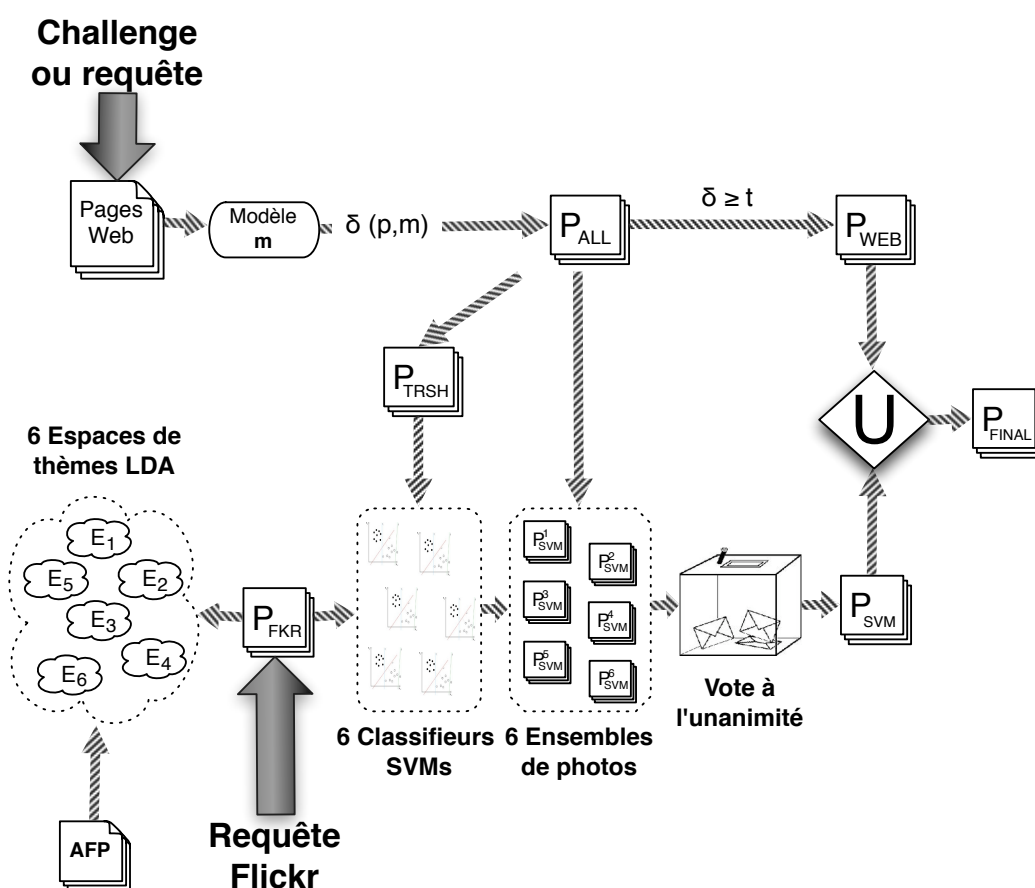 Challenge
ou requête
Pages
Web
Modèle
m
δ (p,m)
P ALL
δ ≥ t
P WEB
P TRSH
U
P FINAL
6 Espaces de
thèmes LDA
E1
E5
E2
E3
E4
E6
P FKR
P1 SVM
P2 SVM
P3 SVM
P4 SVM
P5 SVM
P6 SVM
P SVM
Vote à
l'unanimité
6 Classifieurs
SVMs
6 Ensembles
de photos
AFP
Requête
Flickr